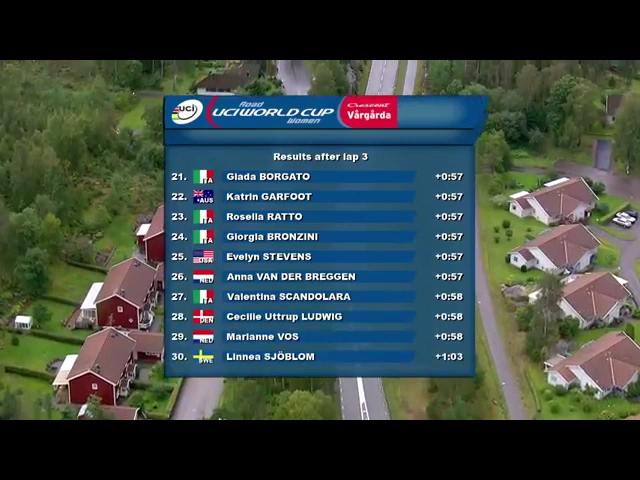 uci
Road
UCI WORLD CUP
Women
Crescent
Vårgårda
Results after lap 3
21. ITA Giada BORGATO +0:57
22. AUS Katrin GARFOOT +0:57
23. ITA Rosella RATTO +0:57
24. ITA Giorgia BRONZINI +0:57
25. USA Evelyn STEVENS +0:57
26. NED Anna VAN DER BREGGEN +0:57
27. ITA Valentina SCANDOLARA +0:58
28. DEN Cecilie Uttrup LUDWIG +0:58
29. NED Marianne VOS +0:58
30. SWE Linnea SJÖBLOM +1:03